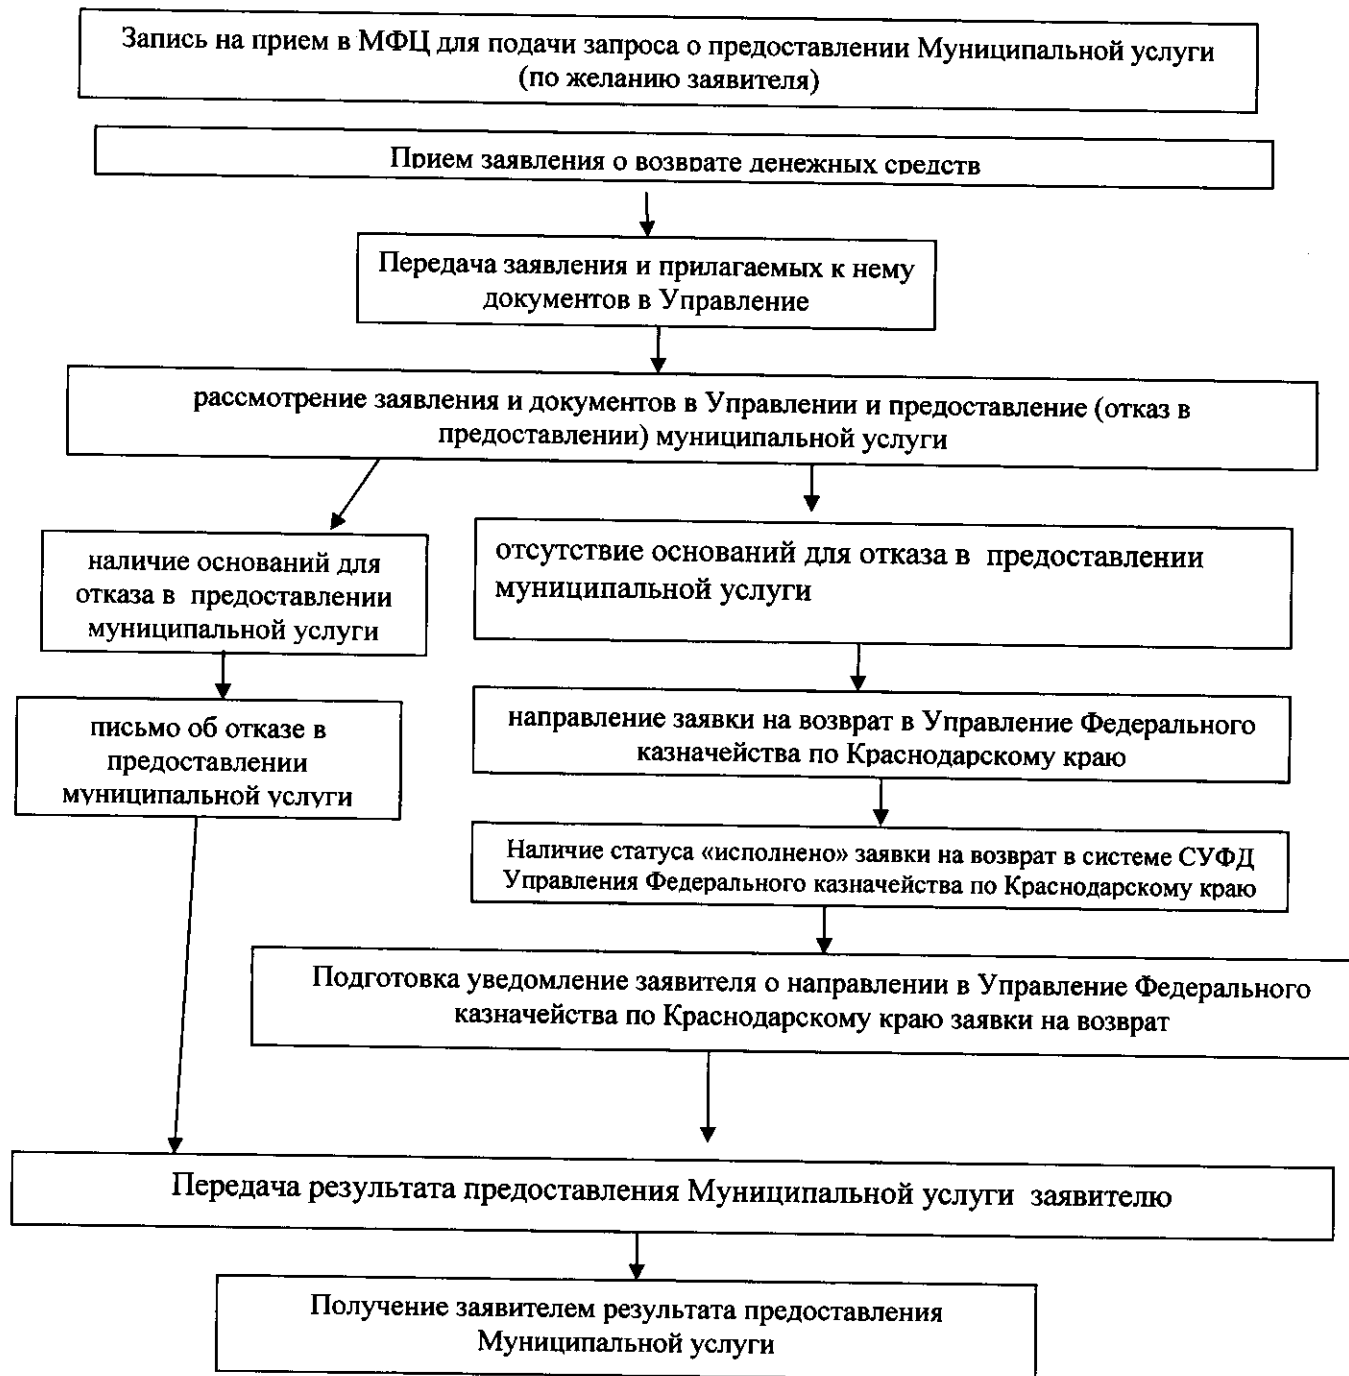 Запись на прием в МФЦ для подачи запроса о предоставлении Муниципальной услуги
(по желанию заявителя)
Прием заявления о возврате денежных средств
Передача заявления и прилагаемых к нему
документов в Управление
рассмотрение заявления и документов в Управлении и предоставление (отказ в
предоставлении) муниципальной услуги
наличие оснований для
отказа в предоставлении
муниципальной услуги
отсутствие оснований для отказа в предоставлении
муниципальной услуги
письмо об отказе в
предоставлении
муниципальной услуги
направление заявки на возврат в Управление Федерального
казначейства по Краснодарскому краю
Наличие статуса «исполнено» заявки на возврат в системе СУФД
Управления Федерального казначейства по Краснодарскому краю
Подготовка уведомление заявителя о направлении в Управление Федерального
казначейства по Краснодарскому краю заявки на возврат
Передача результата предоставления Муниципальной услуги заявителю
Получение заявителем результата предоставления
Муниципальной услуги